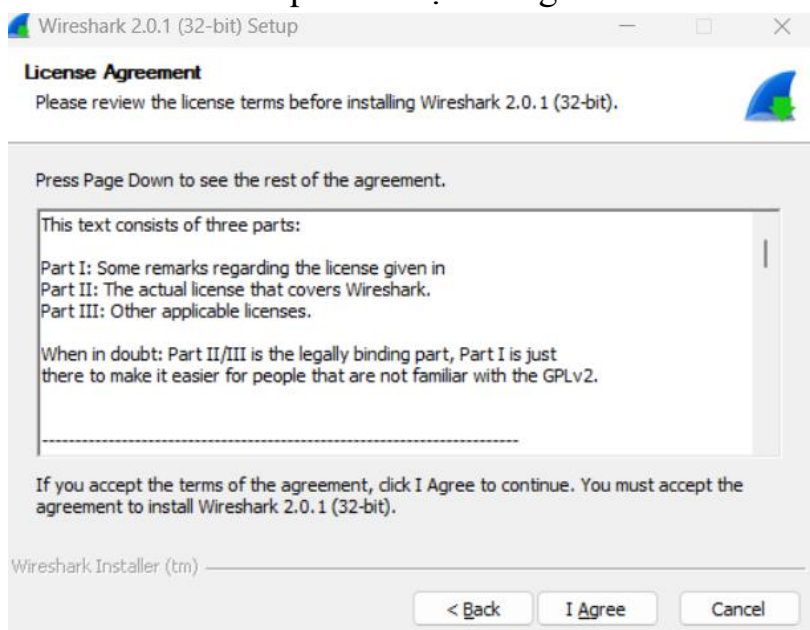 Wireshark 2.0.1 (32-bit) Setup
License Agreement
Please review the license terms before installing Wireshark 2.0.1 (32-bit).
Press Page Down to see the rest of the agreement.
This text consists of three parts:
Part I: Some remarks regarding the license given in
Part II: The actual license that covers Wireshark.
Part III: Other applicable licenses.
When in doubt: Part II/III is the legally binding part, Part I is just
there to make it easier for people that are not familiar with the GPLv2.
------------------------------------------------------------------------
If you accept the terms of the agreement, click I Agree to continue. You must accept the
agreement to install Wireshark 2.0.1 (32-bit).
Wireshark Installer (tm)
< Back I Agree Cancel